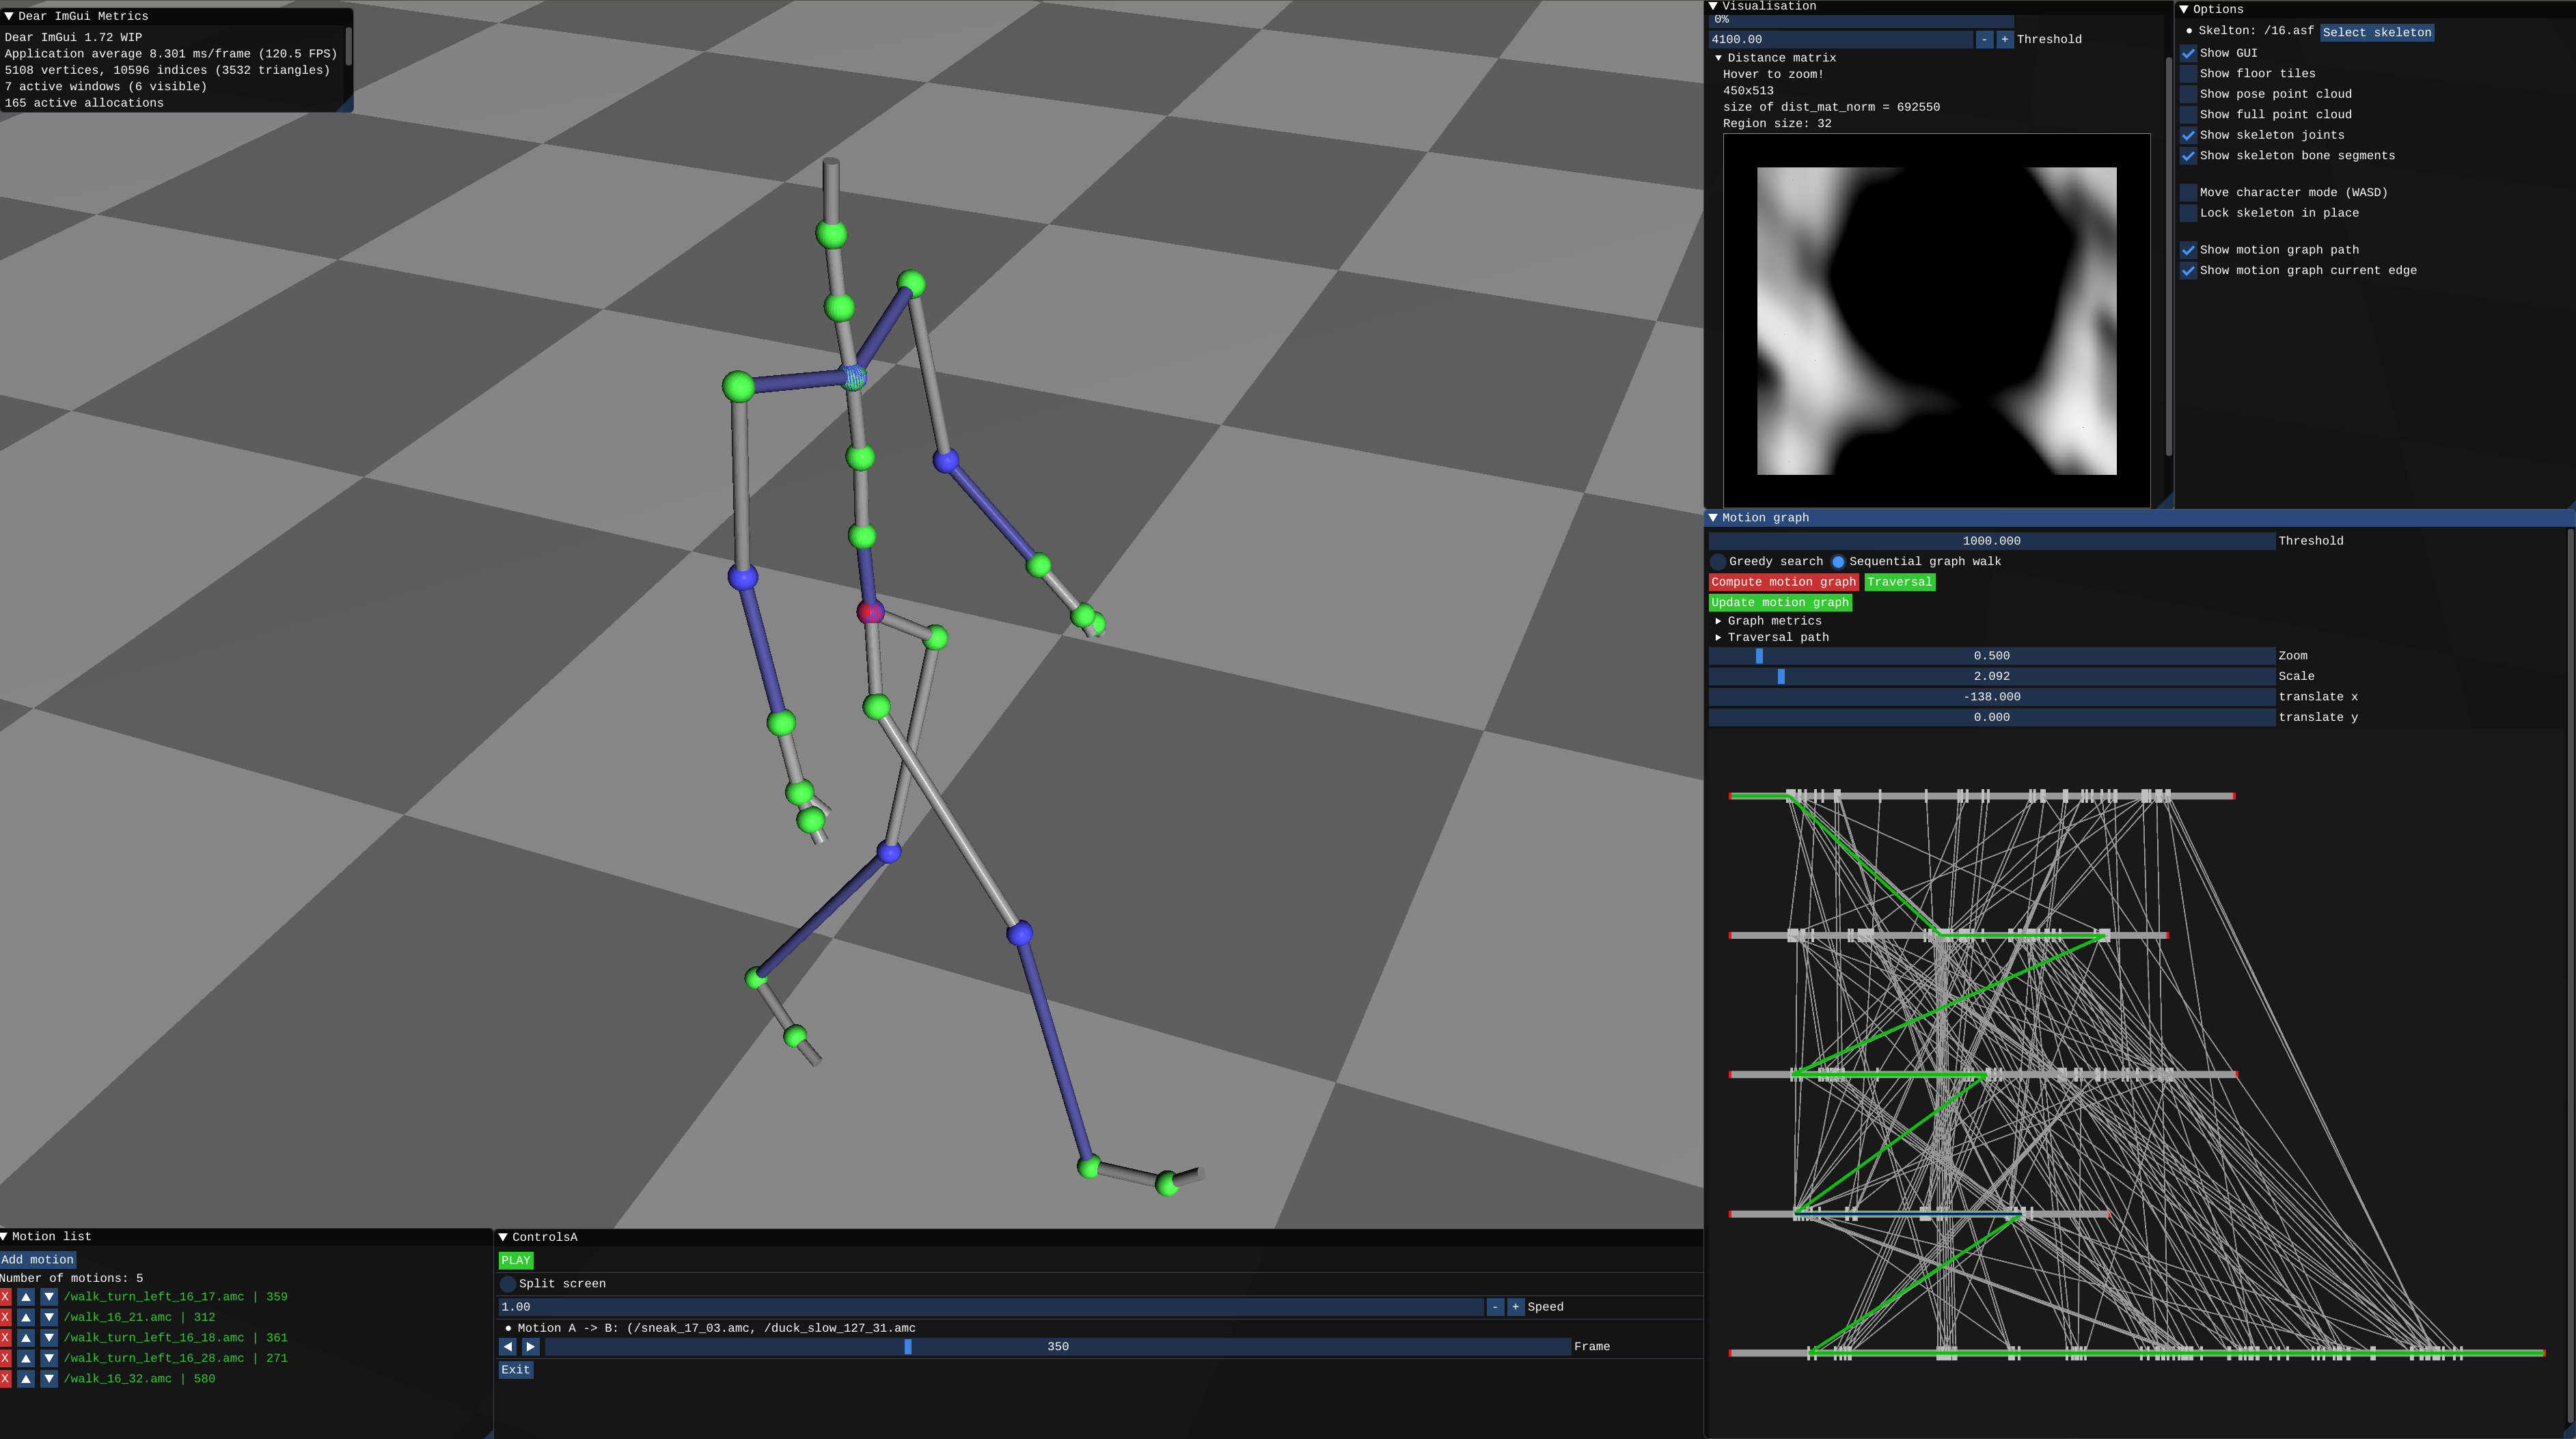 Dear ImGui Metrics
Dear ImGui 1.72 WIP
Application average 8.301 ms/frame (120.5 FPS)
5108 vertices, 10596 indices (3532 triangles)
7 active windows (6 visible)
165 active allocations
Visualisation
0%
4100.00 - + Threshold
Distance matrix
Hover to zoom!
450x513
size of dist_mat_norm = 692550
Region size: 32
Options
Skelton: /16.asf Select skeleton
Show GUI
Show floor tiles
Show pose point cloud
Show full point cloud
Show skeleton joints
Show skeleton bone segments
Move character mode (WASD)
Lock skeleton in place
Show motion graph path
Show motion graph current edge
Motion graph
1000.000 Threshold
Greedy search Sequential graph walk
Compute motion graph Traversal
Update motion graph
Graph metrics
Traversal path
0.500 Zoom
2.092 Scale
-138.000 translate x
0.000 translate y
Motion list
Add motion
Number of motions: 5
X /walk_turn_left_16_17.amc | 359
X /walk_16_21.amc | 312
X /walk_turn_left_16_18.amc | 361
X /walk_turn_left_16_28.amc | 271
X /walk_16_32.amc | 580
ControlsA
PLAY
Split screen
1.00 - + Speed
Motion A -> B: (/sneak_17_03.amc, /duck_slow_127_31.amc
350 Frame
Exit